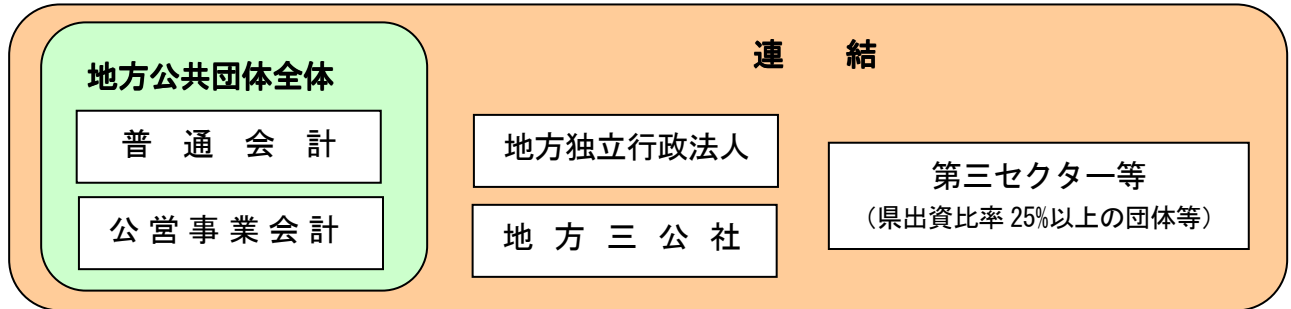 連 結
地方公共団体全体
普 通 会 計
公 営 事 業 会 計
地方独立行政法人
地 方 三 公 社
第三セクター等
（県出資比率 25%以上の団体等）